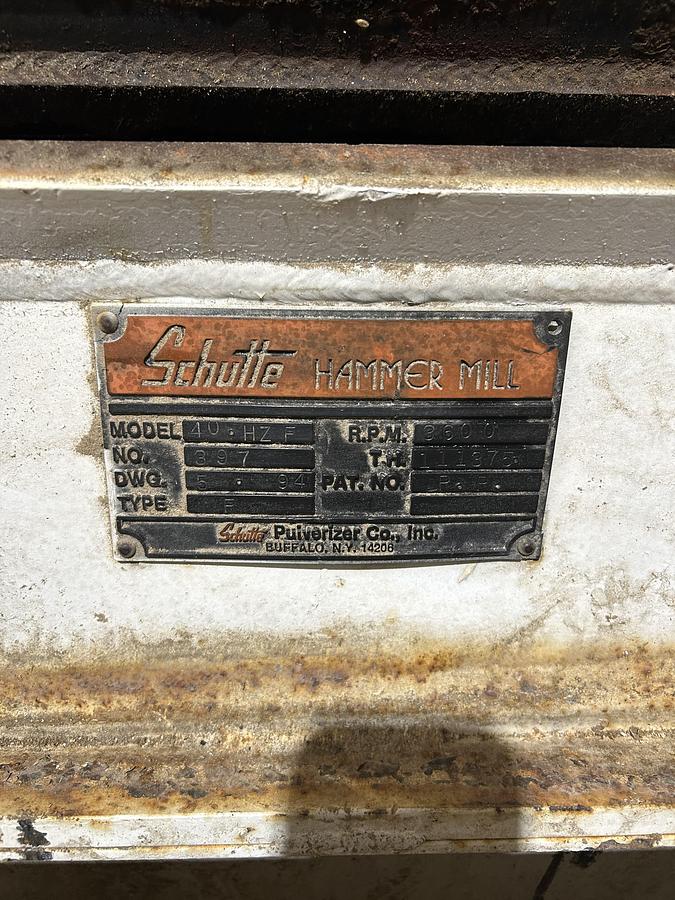 Schutte HAMMER MILL
MODEL 40·HZF R.P.M. 3600
NO. 397 T.H. 111375
DWG. 5 · 94 PAT. NO. P. P.
TYPE F
Schutte Pulverizer Co., Inc.
BUFFALO, N.Y. 14206